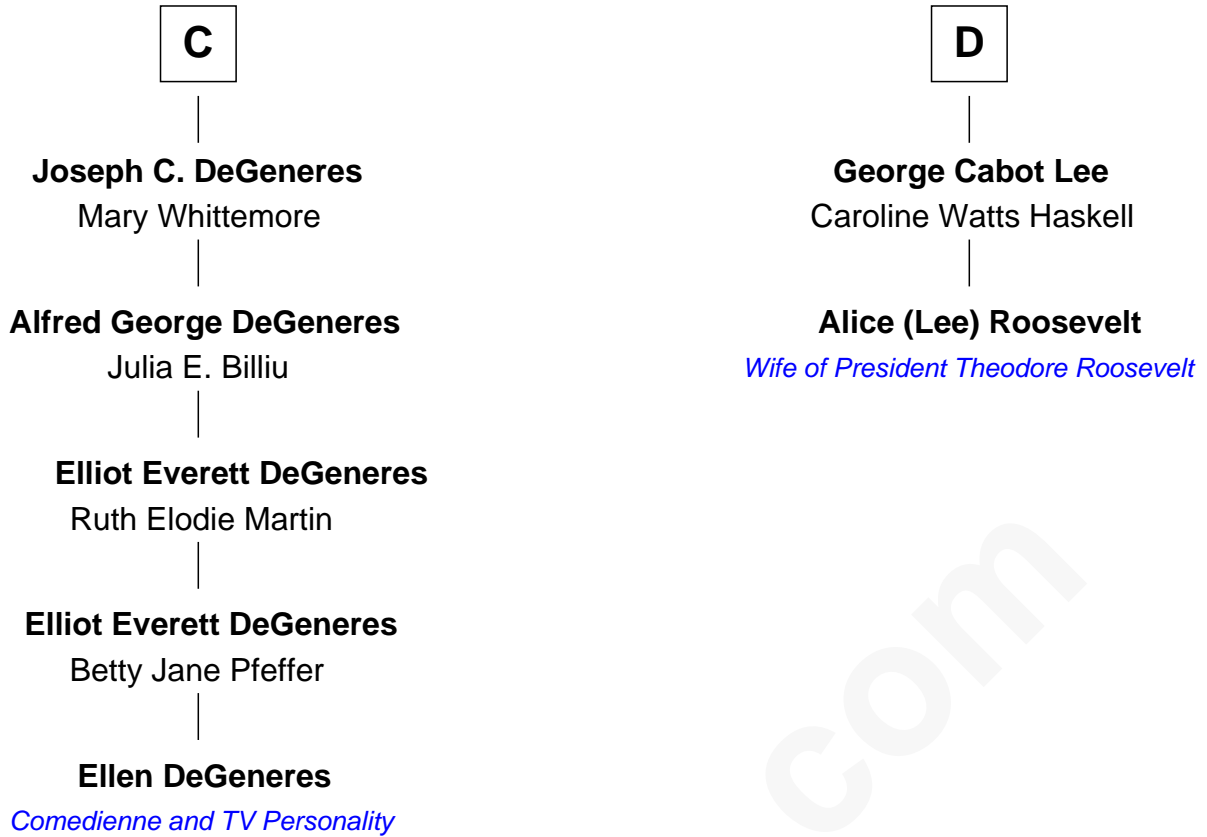 C
Joseph C. DeGeneres
Mary Whittemore
Alfred George DeGeneres
Julia E. Billiu
Elliot Everett DeGeneres
Ruth Elodie Martin
Elliot Everett DeGeneres
Betty Jane Pfeffer
Ellen DeGeneres
Comedienne and TV Personality
D
George Cabot Lee
Caroline Watts Haskell
Alice (Lee) Roosevelt
Wife of President Theodore Roosevelt
com